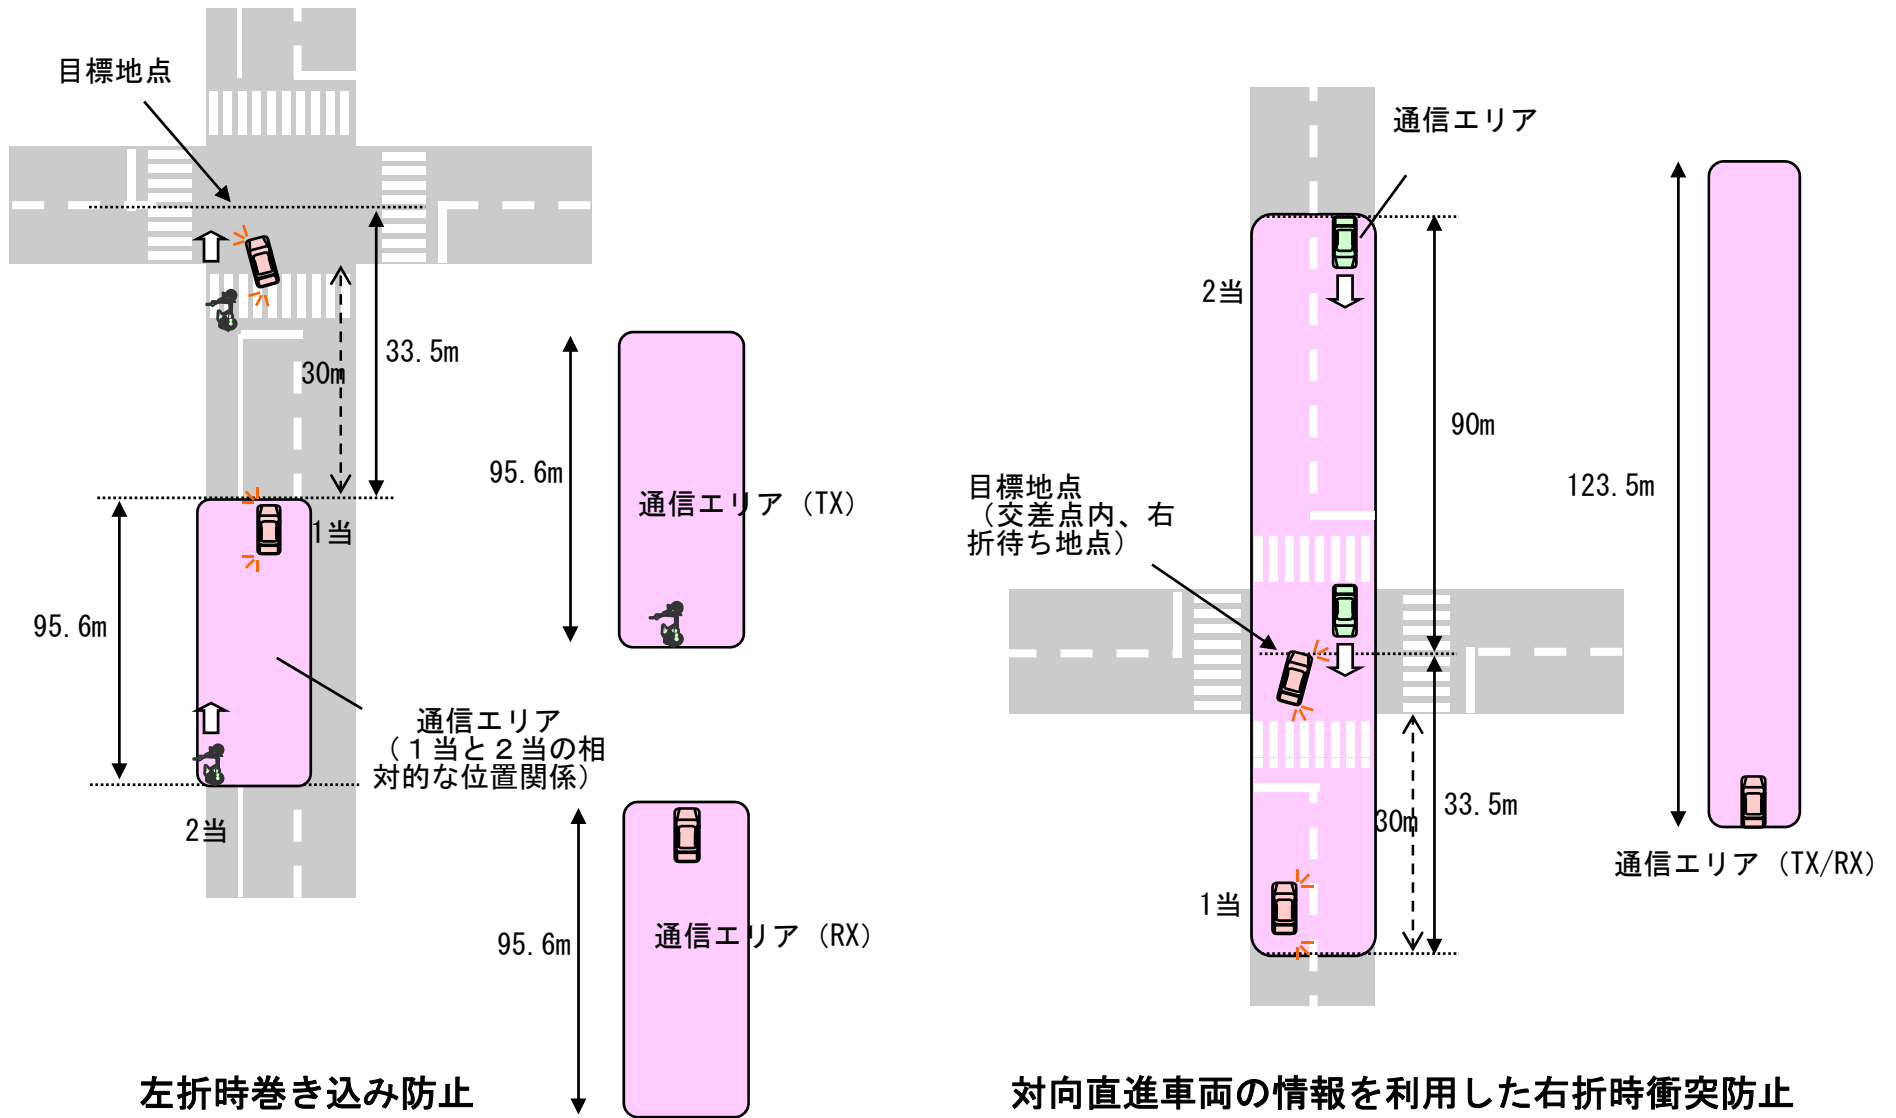 目標地点
33.5m
30m
1当
95.6m
通信エリア
（１当と２当の相
対的な位置関係）
2当
95.6m
通信エリア（TX）
95.6m
通信エリア（RX）
左折時巻き込み防止
通信エリア
2当
90m
目標地点
（交差点内、右
折待ち地点）
33.5m
30m
1当
123.5m
通信エリア（TX/RX）
対向直進車両の情報を利用した右折時衝突防止